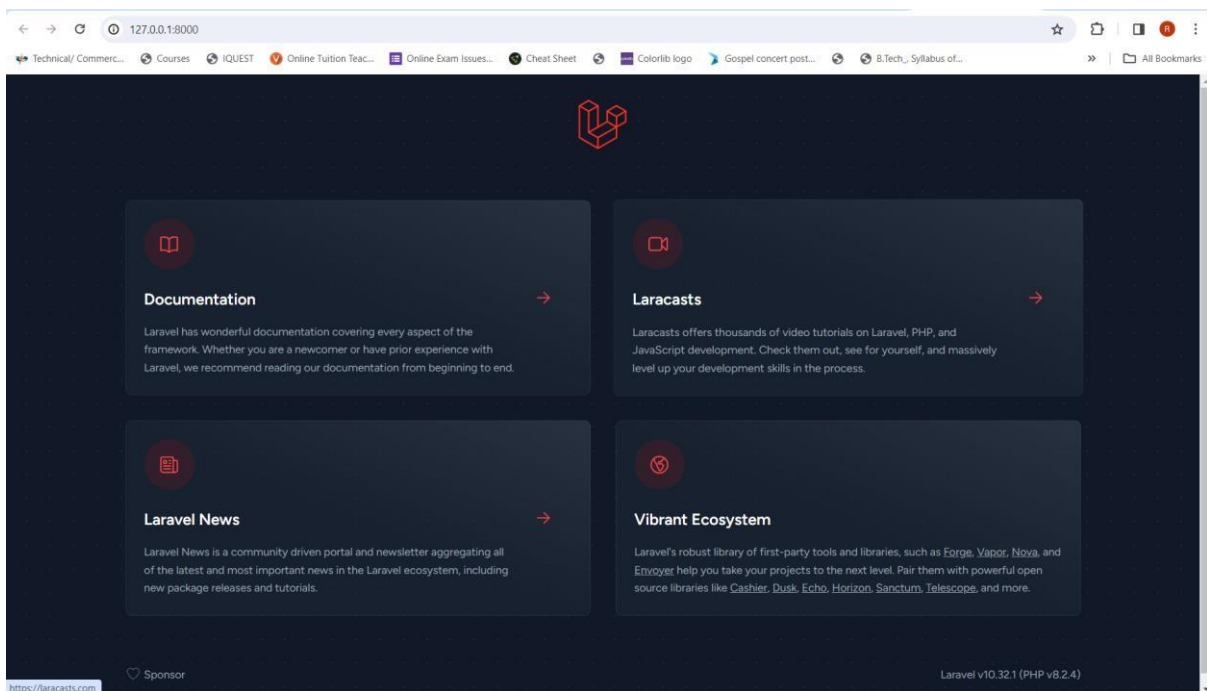 127.0.0.1:8000
R
Technical/ Commerc... Courses IQUEST Online Tuition Teac... Online Exam Issues... Cheat Sheet Colorlib logo Gospel concert post... B.Tech_, Syllabus of... » All Bookmarks
Documentation
Laravel has wonderful documentation covering every aspect of the
framework. Whether you are a newcomer or have prior experience with
Laravel, we recommend reading our documentation from beginning to end.
Laracasts
Laracasts offers thousands of video tutorials on Laravel, PHP, and
JavaScript development. Check them out, see for yourself, and massively
level up your development skills in the process.
Laravel News
Laravel News is a community driven portal and newsletter aggregating all
of the latest and most important news in the Laravel ecosystem, including
new package releases and tutorials.
Vibrant Ecosystem
Laravel's robust library of first-party tools and libraries, such as Forge, Vapor, Nova, and
Envoyer help you take your projects to the next level. Pair them with powerful open
source libraries like Cashier, Dusk, Echo, Horizon, Sanctum, Telescope, and more.
Sponsor
Laravel v10.32.1 (PHP v8.2.4)
https://laracasts.com